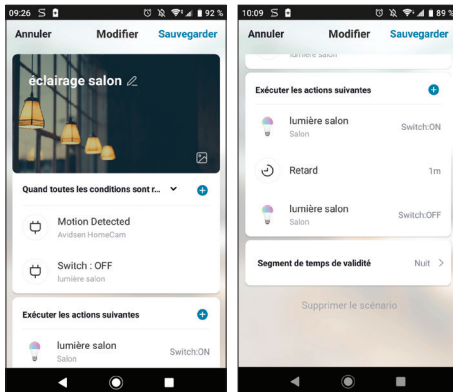 09:26 S 92 %
Annuler Modifier Sauvegarder
éclairage salon
Quand toutes les conditions sont r...
Motion Detected
Avidsen HomeCam
Switch : OFF
lumière salon
Exécuter les actions suivantes
lumière salon
Salon
Switch:ON
10:09 S 89 %
Annuler Modifier Sauvegarder
lumière salon
Exécuter les actions suivantes
lumière salon
Salon
Switch:ON
Retard 1m
lumière salon
Salon
Switch:OFF
Segment de temps de validité Nuit
Supprimer le scénario